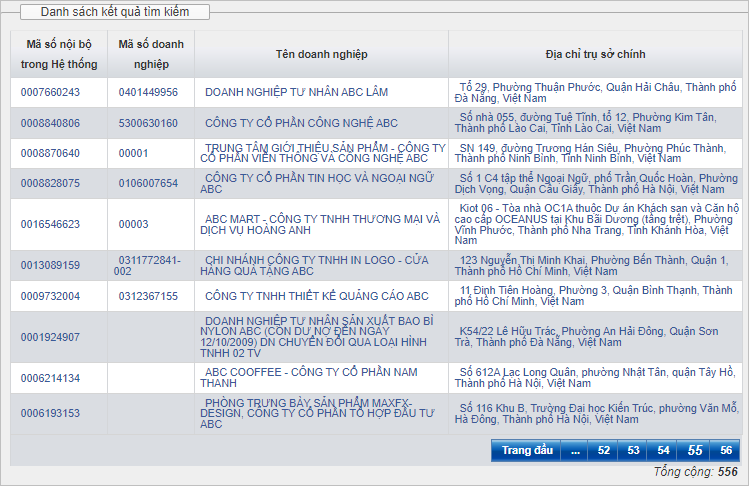 Danh sách kết quả tìm kiếm
Mã số nội bộ
trong Hệ thống
Mã số doanh
nghiệp
Tên doanh nghiệp
Địa chỉ trụ sở chính
0007660243
0401449956
DOANH NGHIỆP TƯ NHÂN ABC LÂM
Tổ 29, Phường Thuận Phước, Quận Hải Châu, Thành phố
Đà Nẵng, Việt Nam
0008840806
5300630160
CÔNG TY CỔ PHẦN CÔNG NGHỆ ABC
Số nhà 055, đường Tuệ Tĩnh, tổ 12, Phường Kim Tân,
Thành phố Lào Cai, Tỉnh Lào Cai, Việt Nam
0008870640
00001
TRUNG TÂM GIỚI THIỆU SẢN PHẨM - CÔNG TY
CỔ PHẦN VIỄN THÔNG VÀ CÔNG NGHỆ ABC
SN 149, đường Trương Hán Siêu, Phường Phúc Thành,
Thành phố Ninh Bình, Tỉnh Ninh Bình, Việt Nam
0008828075
0106007654
CÔNG TY CỔ PHẦN TIN HỌC VÀ NGOẠI NGỮ
ABC
Số 1 C4 tập thể Ngoại Ngữ, phố Trần Quốc Hoàn, Phường
Dịch Vọng, Quận Cầu Giấy, Thành phố Hà Nội, Việt Nam
0016546623
00003
ABC MART - CÔNG TY TNHH THƯƠNG MẠI VÀ
DỊCH VỤ HOÀNG ANH
Kiot 06 - Tòa nhà OC1A thuộc Dự án Khách sạn và Căn hộ
cao cấp OCEANUS tại Khu Bãi Dương (tầng trệt), Phường
Vĩnh Phước, Thành phố Nha Trang, Tỉnh Khánh Hòa, Việt
Nam
0013089159
0311772841-
002
CHI NHÁNH CÔNG TY TNHH IN LOGO - CỬA
HÀNG QUÀ TẶNG ABC
123 Nguyễn Thị Minh Khai, Phường Bến Thành, Quận 1,
Thành phố Hồ Chí Minh, Việt Nam
0009732004
0312367155
CÔNG TY TNHH THIẾT KẾ QUẢNG CÁO ABC
11 Đinh Tiên Hoàng, Phường 3, Quận Bình Thạnh, Thành
phố Hồ Chí Minh, Việt Nam
0001924907
DOANH NGHIỆP TƯ NHÂN SẢN XUẤT BAO BÌ
NYLON ABC (CÒN DƯ NỢ ĐẾN NGÀY
12/10/2009) DN CHUYỂN ĐỔI QUA LOẠI HÌNH
TNHH 02 TV
K54/22 Lê Hữu Trác, Phường An Hải Đông, Quận Sơn
Trà, Thành phố Đà Nẵng, Việt Nam
0006214134
ABC COOFFEE - CÔNG TY CỔ PHẦN NAM
THANH
Số 612A Lạc Long Quân, phường Nhật Tân, quận Tây Hồ,
Thành phố Hà Nội, Việt Nam
0006193153
PHÒNG TRƯNG BÀY SẢN PHẨM MAXFX-
DESIGN, CÔNG TY CỔ PHẦN TỔ HỢP ĐẦU TƯ
ABC
Số 116 Khu B, Trường Đại học Kiến Trúc, phường Văn Mỗ,
Hà Đông, Thành phố Hà Nội, Việt Nam
Trang đầu ... 52 53 54 55 56
Tổng cộng: 556